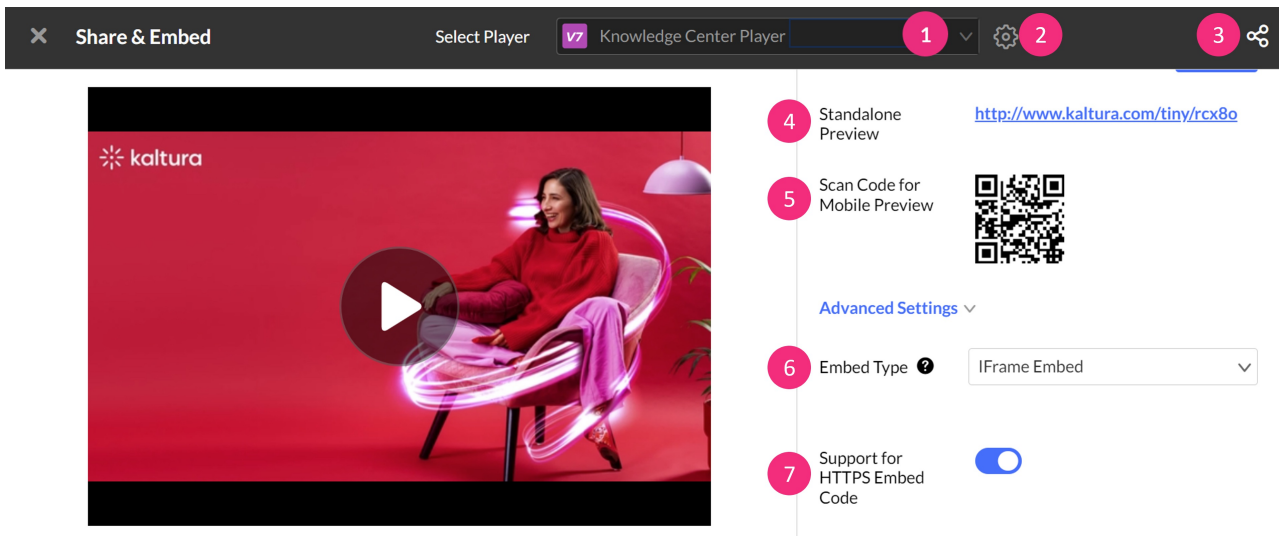 Share & Embed
Select Player
V7 Knowledge Center Player
1
2
3
kaltura
4
Standalone
Preview
http://www.kaltura.com/tiny/rcx8o
5
Scan Code for
Mobile Preview
Advanced Settings
6
Embed Type ?
IFrame Embed
7
Support for
HTTPS Embed
Code